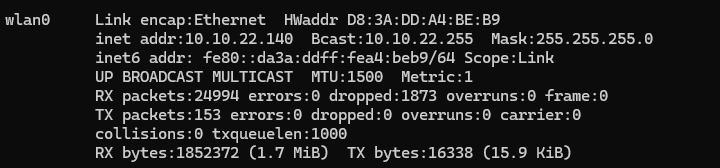 wlan0     Link encap:Ethernet  HWaddr D8:3A:DD:A4:BE:B9
          inet addr:10.10.22.140  Bcast:10.10.22.255  Mask:255.255.255.0
          inet6 addr: fe80::da3a:ddff:fea4:beb9/64 Scope:Link
          UP BROADCAST MULTICAST  MTU:1500  Metric:1
          RX packets:24994 errors:0 dropped:1873 overruns:0 frame:0
          TX packets:153 errors:0 dropped:0 overruns:0 carrier:0
          collisions:0 txqueuelen:1000
          RX bytes:1852372 (1.7 MiB)  TX bytes:16338 (15.9 KiB)